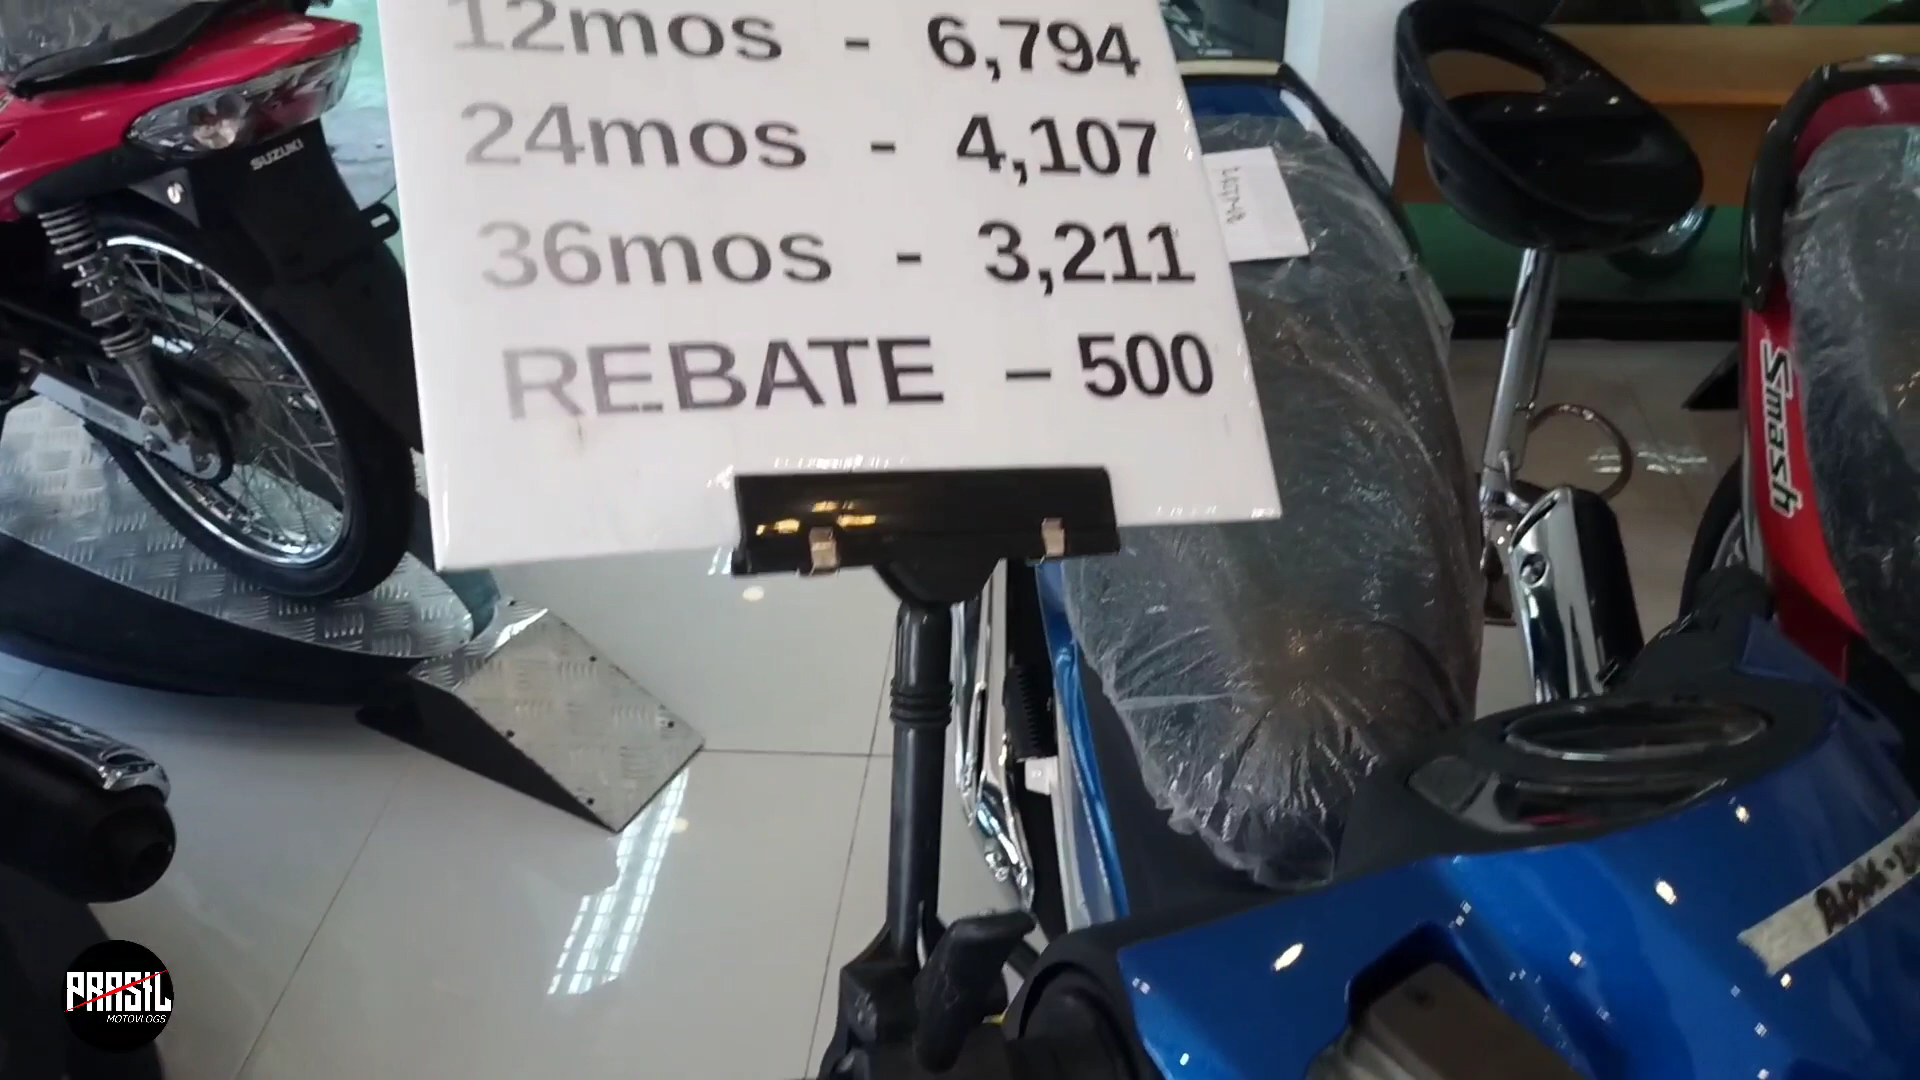 12mos - 6,794
24mos - 4,107
36mos - 3,211
REBATE - 500
SUZUKI
Smash
PRASIL
MOTOVLOGS